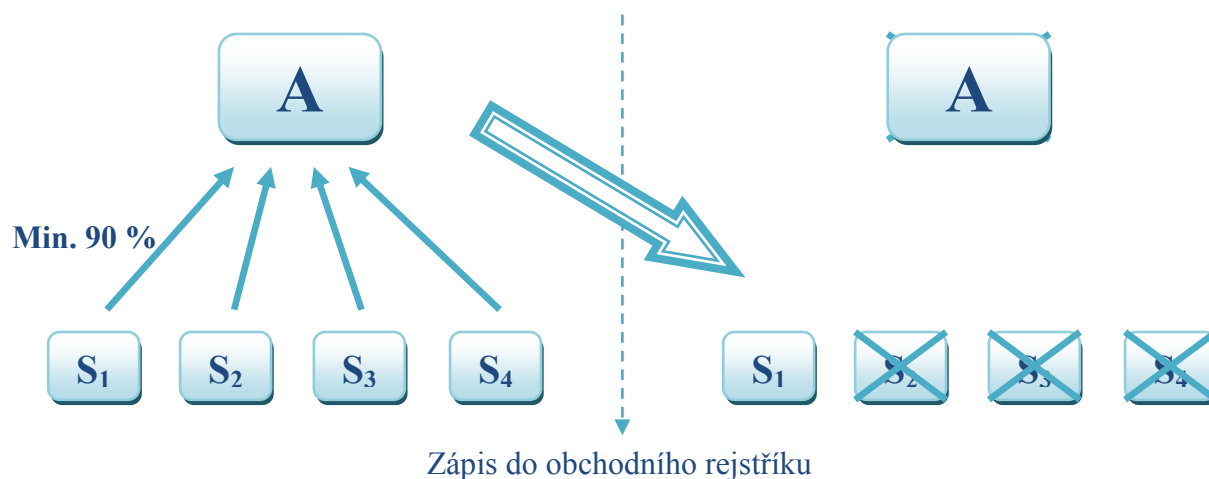 A
A
Min. 90 %
S₁ S₂ S₃ S₄
S₁ S₂ S₃ S₄
Zápis do obchodního rejstříku